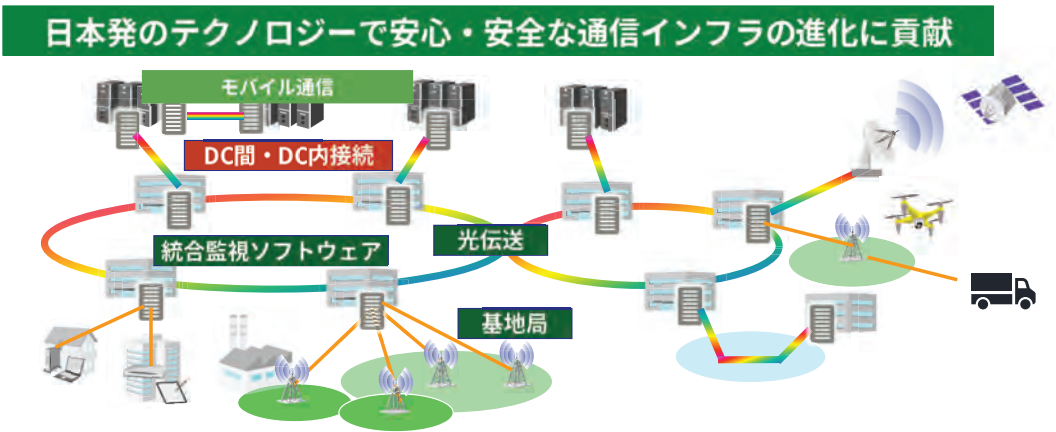 日本発のテクノロジーで安心・安全な通信インフラの進化に貢献
モバイル通信
DC間・DC内接続
統合監視ソフトウェア
光伝送
基地局